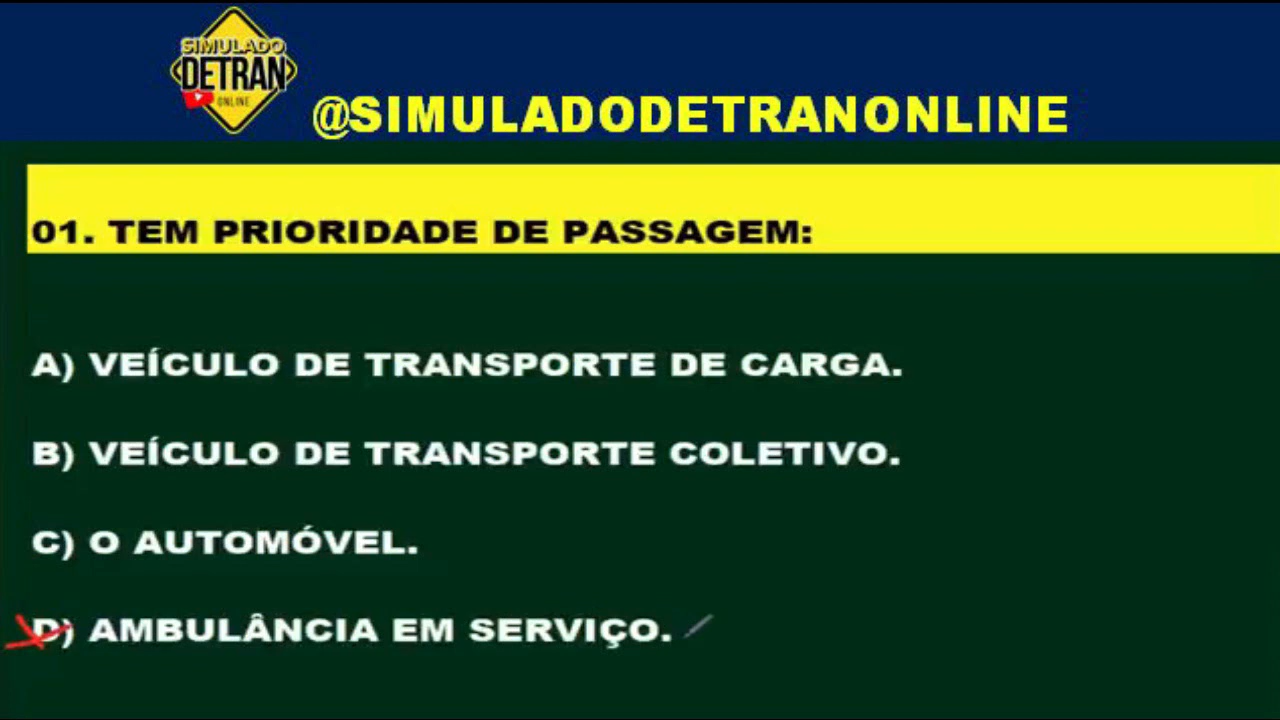 SIMULADO
DETRAN
ONLINE
@SIMULADODETRANONLINE
01. TEM PRIORIDADE DE PASSAGEM:
A) VEÍCULO DE TRANSPORTE DE CARGA.
B) VEÍCULO DE TRANSPORTE COLETIVO.
C) O AUTOMÓVEL.
D) AMBULÂNCIA EM SERVIÇO.